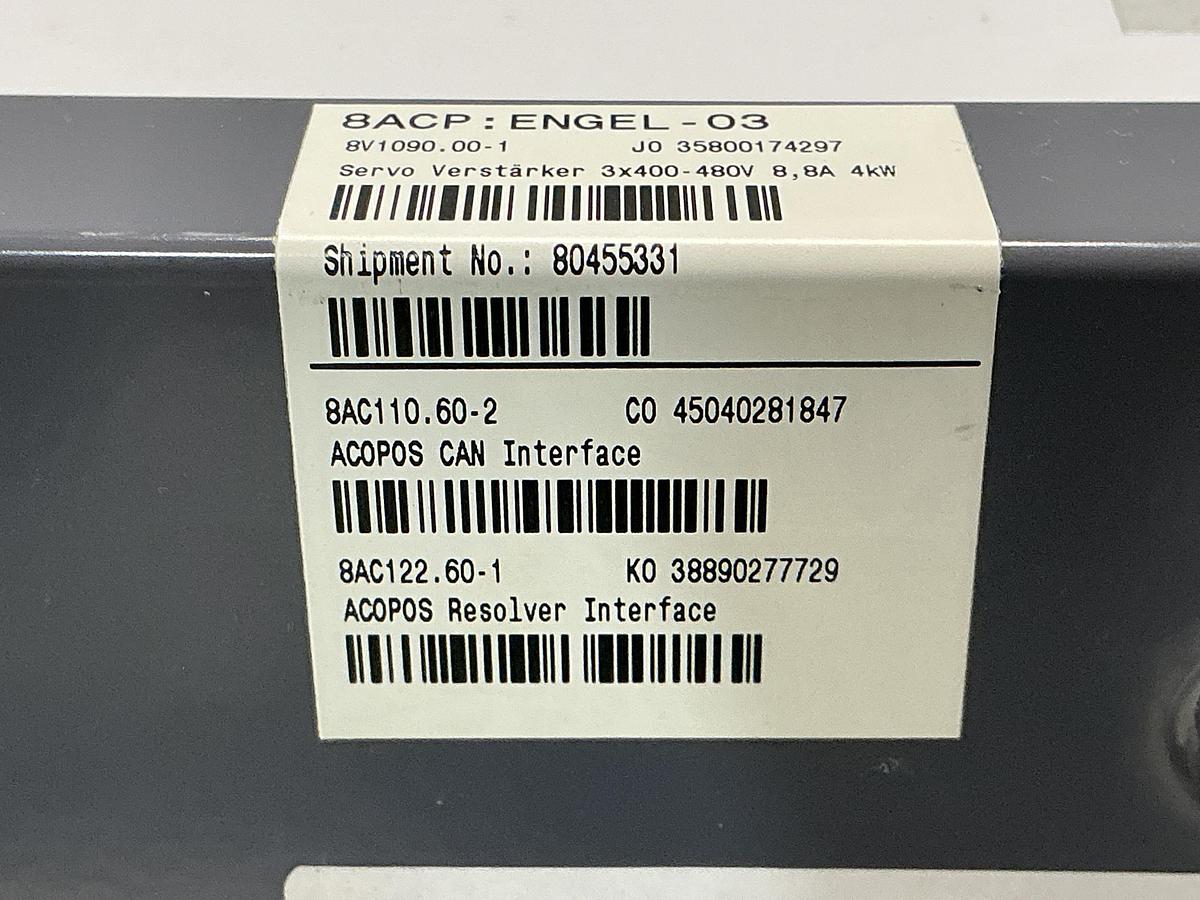 8ACP:ENGEL-03
8V1090.00-1 J0 35800174297
Servo Verstärker 3x400-480V 8,8A 4kW
Shipment No.: 80455331
8AC110.60-2 C0 45040281847
ACOPOS CAN Interface
8AC122.60-1 K0 38890277729
ACOPOS Resolver Interface